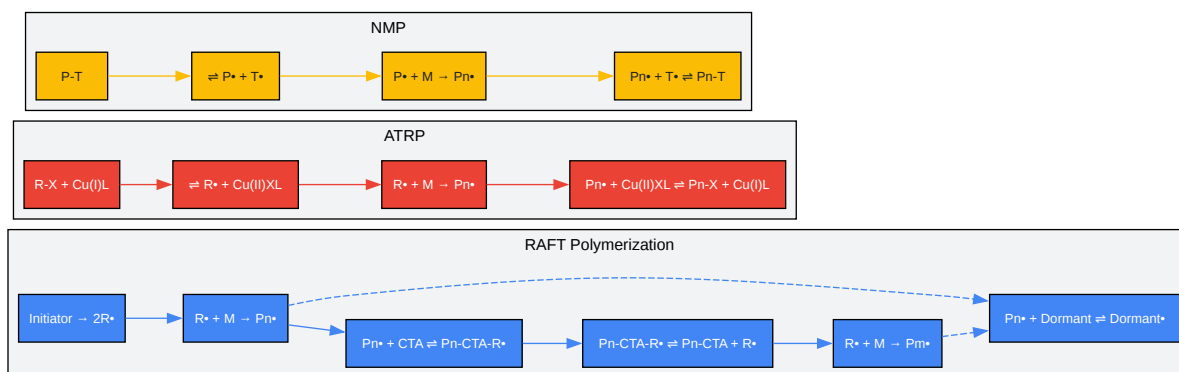 NMP
P-T
⇌ P• + T•
P• + M → Pn•
Pn• + T• ⇌ Pn-T
ATRP
R-X + Cu(I)L
⇌ R• + Cu(II)XL
R• + M → Pn•
Pn• + Cu(II)XL ⇌ Pn-X + Cu(I)L
RAFT Polymerization
Initiator → 2R•
R• + M → Pn•
Pn• + CTA ⇌ Pn-CTA-R•
Pn-CTA-R• ⇌ Pn-CTA + R•
R• + M → Pm•
Pn• + Dormant ⇌ Dormant•